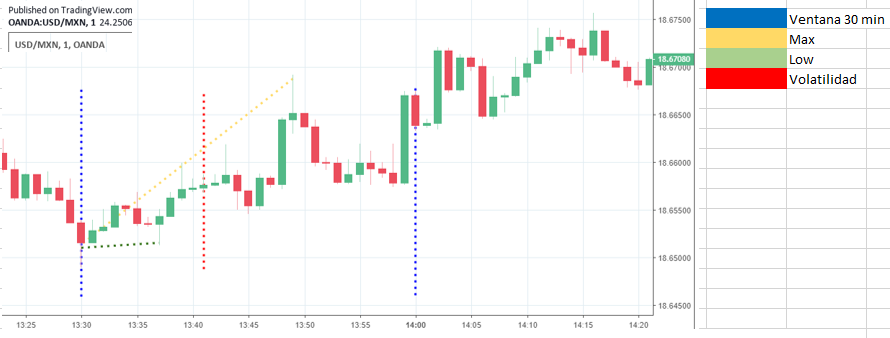 Published on TradingView.com
OANDA:USD/MXN, 1 24.2506
USD/MXN, 1, OANDA
18.67500
18.67080
18.67000
18.66500
18.66000
18.65500
18.65000
18.64500
13:25
13:30
13:35
13:40
13:45
13:50
13:55
14:00
14:05
14:10
14:15
14:20
Ventana 30 min
Max
Low
Volatilidad